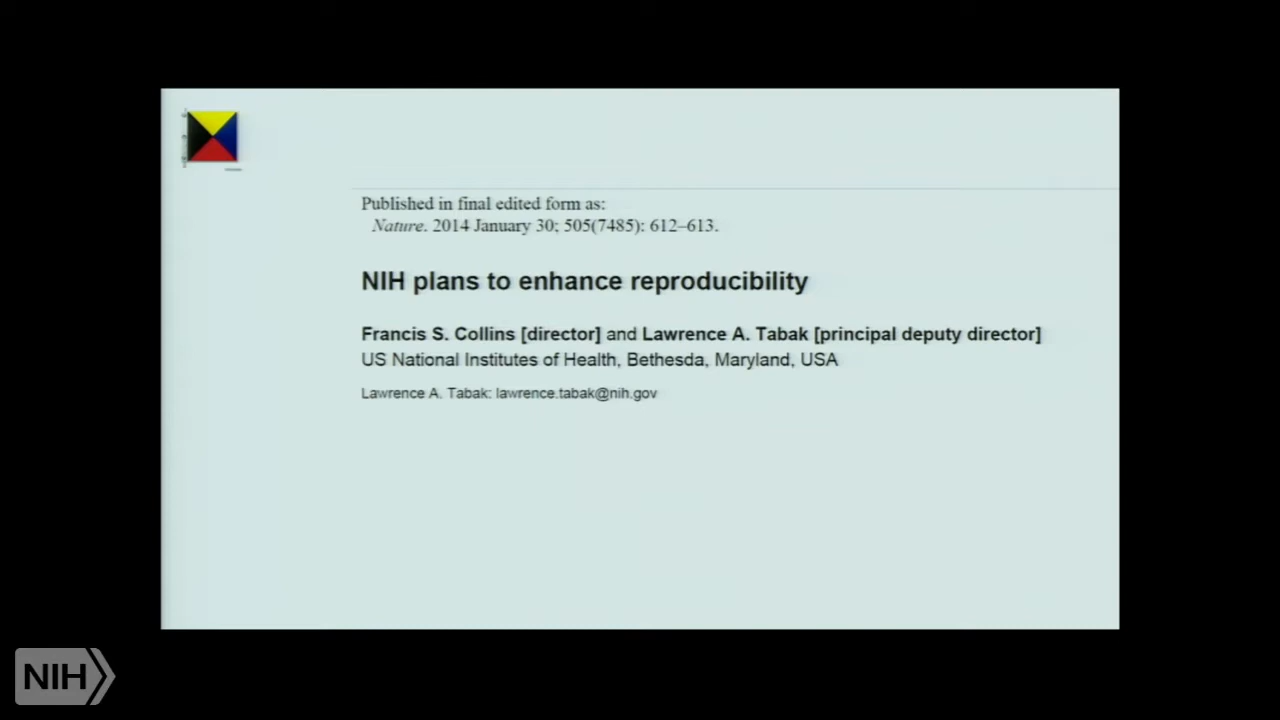 Published in final edited form as:
Nature. 2014 January 30; 505(7485): 612–613.
NIH plans to enhance reproducibility
Francis S. Collins [director] and Lawrence A. Tabak [principal deputy director]
US National Institutes of Health, Bethesda, Maryland, USA
Lawrence A. Tabak: lawrence.tabak@nih.gov
NIH